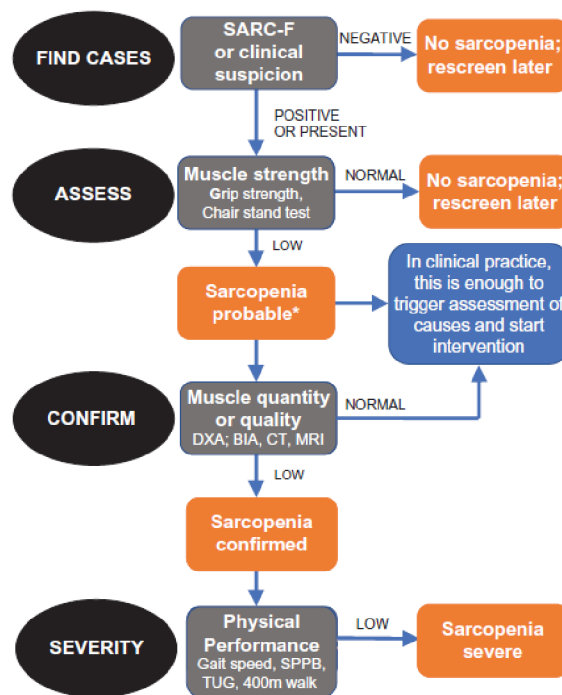 FIND CASES
SARC-F
or clinical
suspicion
NEGATIVE
No sarcopenia;
rescreen later
POSITIVE
OR PRESENT
ASSESS
Muscle strength
Grip strength,
Chair stand test
NORMAL
No sarcopenia;
rescreen later
LOW
Sarcopenia
probable*
In clinical practice,
this is enough to
trigger assessment of
causes and start
intervention
CONFIRM
Muscle quantity
or quality
DXA; BIA, CT, MRI
NORMAL
LOW
Sarcopenia
confirmed
SEVERITY
Physical
Performance
Gait speed, SPPB,
TUG, 400m walk
LOW
Sarcopenia
severe